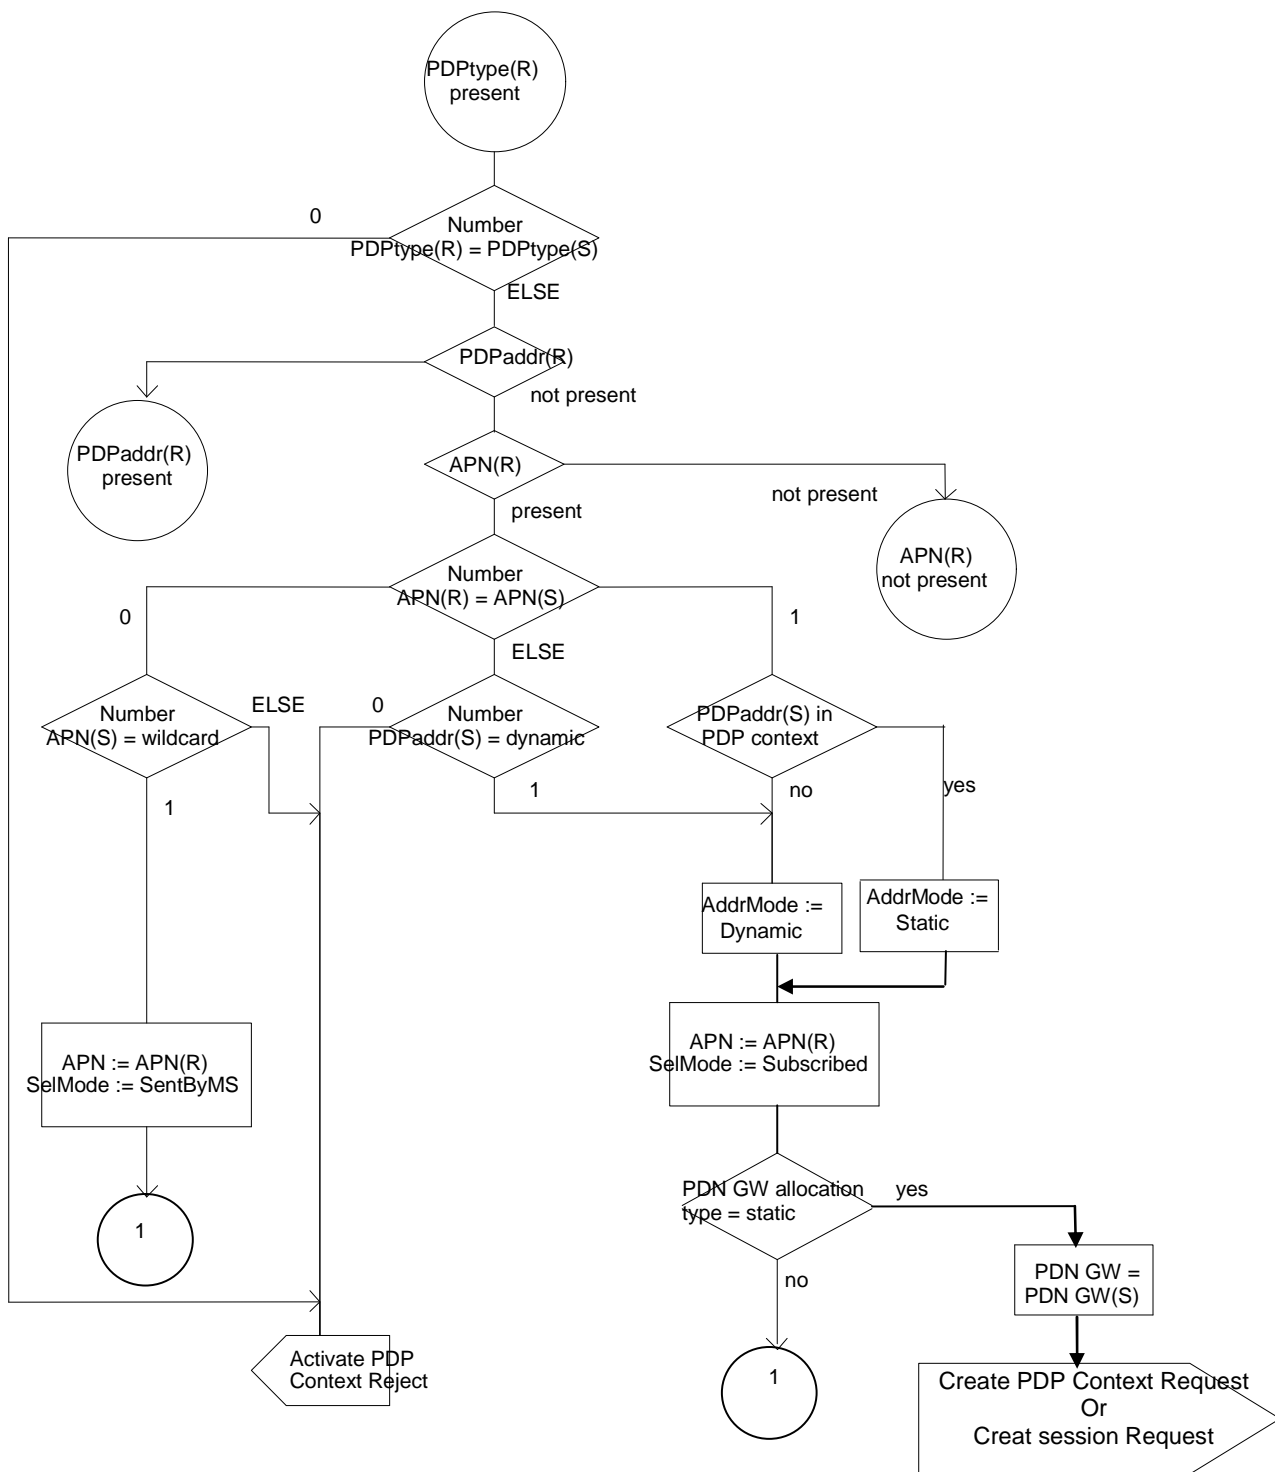 PDPtype(R)
present
0
Number
PDPtype(R) = PDPtype(S)
ELSE
PDPaddr(R)
not present
PDPaddr(R)
present
APN(R)
not present
present
APN(R)
not present
Number
APN(R) = APN(S)
0
1
ELSE
Number
APN(S) = wildcard
ELSE
0
Number
PDPaddr(S) = dynamic
PDPaddr(S) in
PDP context
1
1
no
yes
AddrMode :=
Dynamic
AddrMode :=
Static
APN := APN(R)
SelMode := SentByMS
APN := APN(R)
SelMode := Subscribed
PDN GW allocation
type = static
yes
1
no
PDN GW =
PDN GW(S)
Activate PDP
Context Reject
1
Create PDP Context Request
Or
Creat session Request